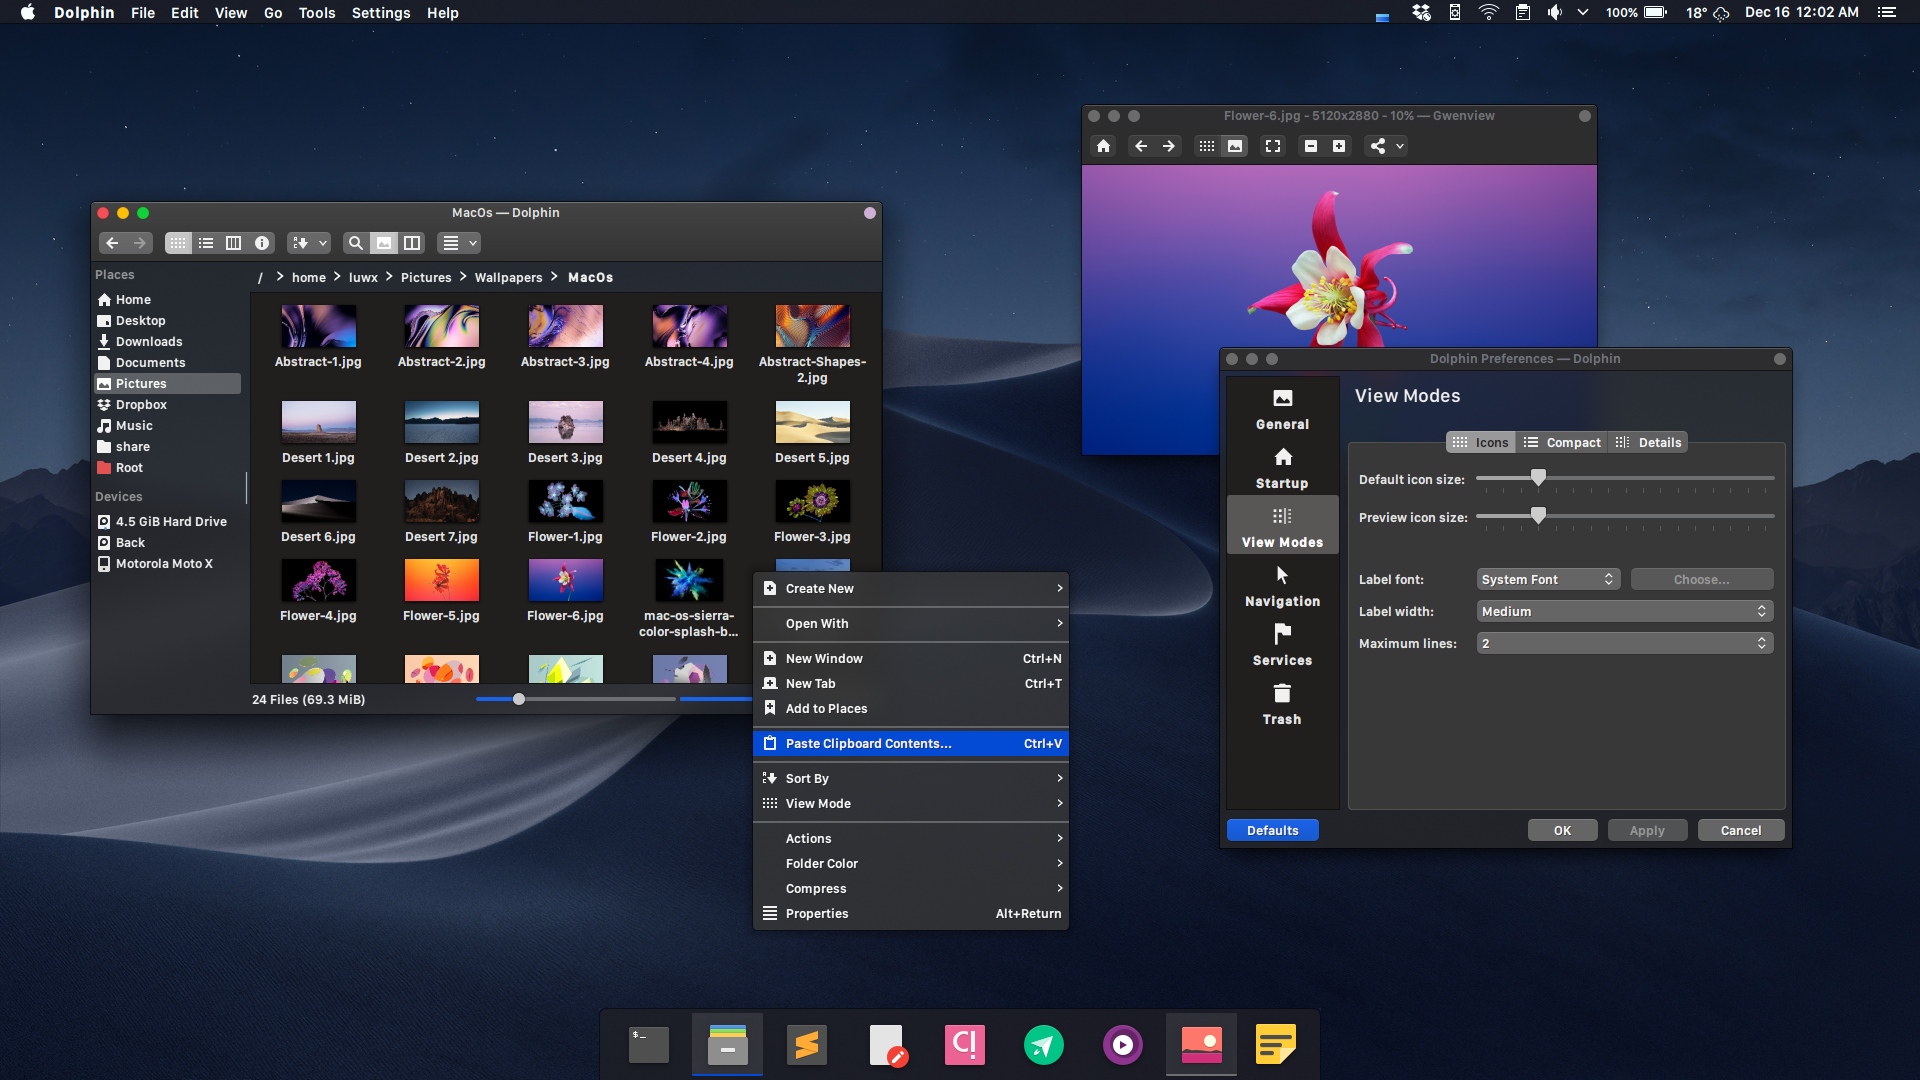 Dolphin File Edit View Go Tools Settings Help
100% 18° Dec 16 12:02 AM
MacOs — Dolphin
Places
/ > home > luwx > Pictures > Wallpapers > MacOs
Home
Desktop
Downloads
Documents
Pictures
Dropbox
Music
share
Root
Devices
4.5 GiB Hard Drive
Back
Motorola Moto X
Abstract-1.jpg Abstract-2.jpg Abstract-3.jpg Abstract-4.jpg Abstract-Shapes-
2.jpg
Desert 1.jpg Desert 2.jpg Desert 3.jpg Desert 4.jpg Desert 5.jpg
Desert 6.jpg Desert 7.jpg Flower-1.jpg Flower-2.jpg Flower-3.jpg
Flower-4.jpg Flower-5.jpg Flower-6.jpg mac-os-sierra-
color-splash-b...
24 Files (69.3 MiB)
Create New
Open With
New Window Ctrl+N
New Tab Ctrl+T
Add to Places
Paste Clipboard Contents... Ctrl+V
Sort By
View Mode
Actions
Folder Color
Compress
Properties Alt+Return
Flower-6.jpg - 5120x2880 - 10% — Gwenview
Dolphin Preferences — Dolphin
General
Startup
View Modes
Navigation
Services
Trash
View Modes
Icons Compact Details
Default icon size:
Preview icon size:
Label font: System Font Choose...
Label width: Medium
Maximum lines: 2
Defaults OK Apply Cancel
$_
C!